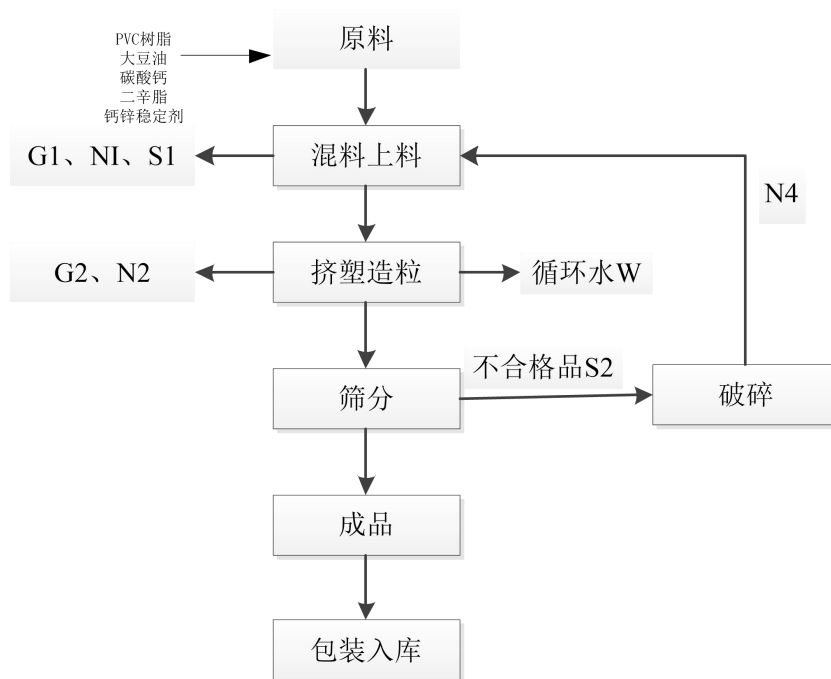 PVC树脂
大豆油
碳酸钙
二辛脂
钙锌稳定剂
原料
G1、NI、S1
混料上料
N4
G2、N2
挤塑造粒
循环水W
不合格品S2
筛分
破碎
成品
包装入库